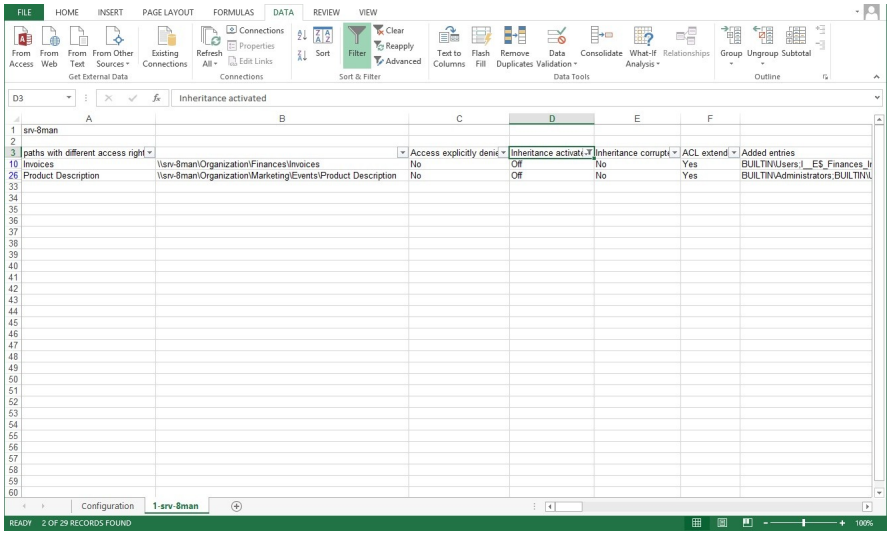 FILE HOME INSERT PAGE LAYOUT FORMULAS DATA REVIEW VIEW
From Access
From Web
From Text
From Other Sources
Existing Connections
Refresh All
Connections
Properties
Edit Links
Sort
Filter
Clear
Reapply
Advanced
Text to Columns
Flash Fill
Remove Duplicates
Data Validation
Consolidate
What-If Analysis
Relationships
Group
Ungroup
Subtotal
Get External Data Connections Sort & Filter Data Tools Outline
D3 fx Inheritance activated
A B C D E F
1 srv-8man
2
3 paths with different access right Access explicitly denie Inheritance activat Inheritance corrupt ACL extend Added entries
10 Invoices \\srv-8man\Organization\Finances\Invoices No Off No Yes BUILTIN\Users;I__E$_Finances_In
26 Product Description \\srv-8man\Organization\Marketing\Events\Product Description No Off No Yes BUILTIN\Administrators;BUILTIN\U
33
34
35
36
37
38
39
40
41
42
43
44
45
46
47
48
49
50
51
52
53
54
55
56
57
58
59
60
Configuration 1-srv-8man
READY 2 OF 29 RECORDS FOUND 100%